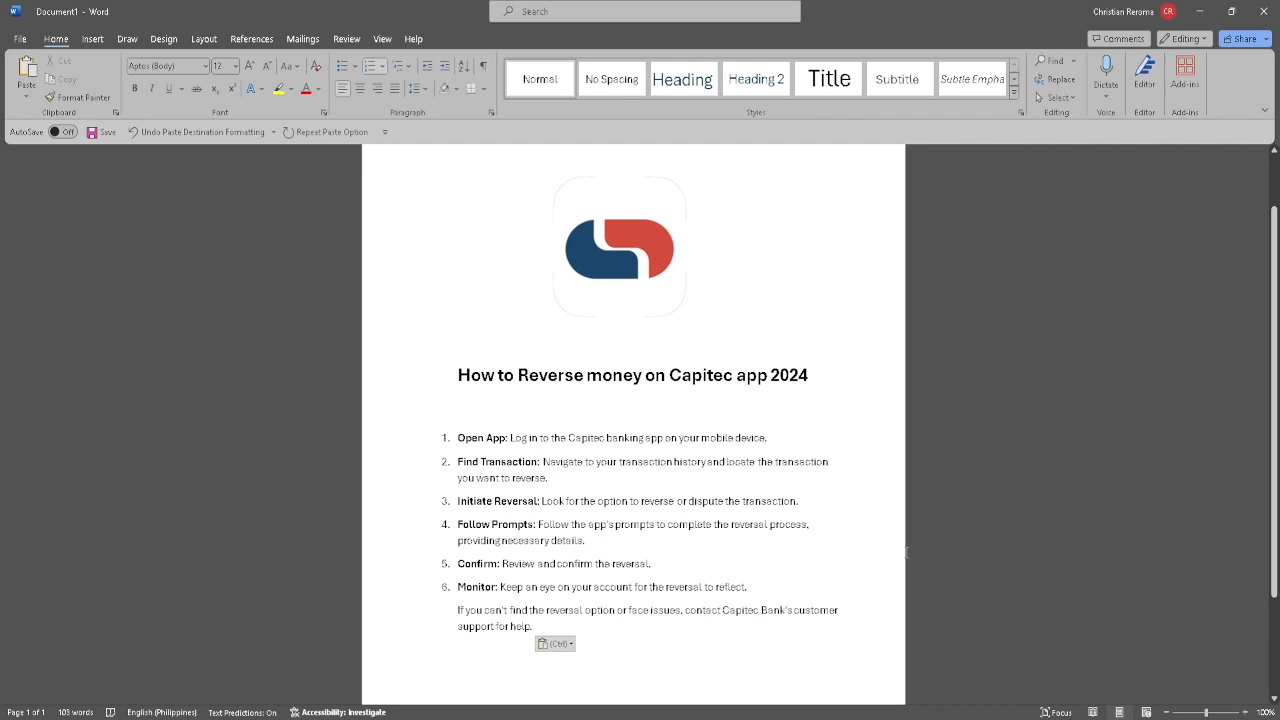 Document1 - Word
Search
Christian Reroma CR
File Home Insert Draw Design Layout References Mailings Review View Help
Comments Editing Share
Paste
Cut
Copy
Format Painter
Clipboard
Aptos (Body) 12
Font
Paragraph
Normal No Spacing Heading Heading 2 Title Subtitle Subtle Empha
Styles
Find
Replace
Select
Editing
Dictate
Voice
Editor
Editor
Add-ins
Add-ins
AutoSave Off Save Undo Paste Destination Formatting Repeat Paste Option
How to Reverse money on Capitec app 2024
1. Open App: Log in to the Capitec banking app on your mobile device.
2. Find Transaction: Navigate to your transaction history and locate the transaction
you want to reverse.
3. Initiate Reversal: Look for the option to reverse or dispute the transaction.
4. Follow Prompts: Follow the app's prompts to complete the reversal process,
providing necessary details.
5. Confirm: Review and confirm the reversal.
6. Monitor: Keep an eye on your account for the reversal to reflect.
If you can't find the reversal option or face issues, contact Capitec Bank's customer
support for help.
(Ctrl)
Page 1 of 1 103 words English (Philippines) Text Predictions: On Accessibility: Investigate Focus 100%